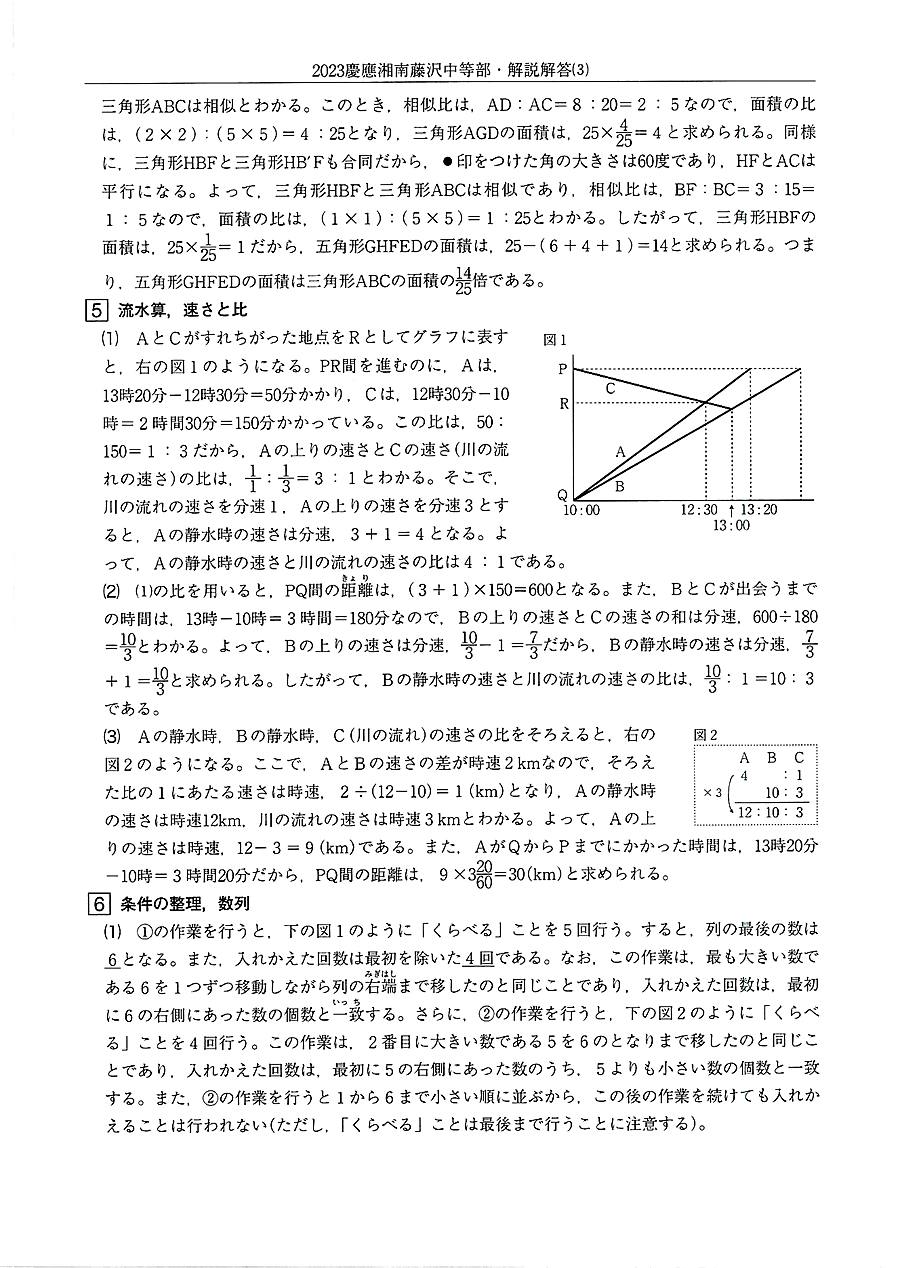 2023慶應湘南藤沢中等部・解説解答(3)
三角形ABCは相似とわかる。このとき，相似比は，AD：AC＝8：20＝2：5なので，面積の比
は，(2×2)：(5×5)＝4：25となり，三角形AGDの面積は，25×4/25＝4と求められる。同様
に，三角形HBFと三角形HB′Fも合同だから，●印をつけた角の大きさは60度であり，HFとACは
平行になる。よって，三角形HBFと三角形ABCは相似であり，相似比は，BF：BC＝3：15＝
1：5なので，面積の比は，(1×1)：(5×5)＝1：25とわかる。したがって，三角形HBFの
面積は，25×1/25＝1だから，五角形GHFEDの面積は，25－(6＋4＋1)＝14と求められる。つま
り，五角形GHFEDの面積は三角形ABCの面積の14/25倍である。
5 流水算，速さと比
(1) AとCがすれちがった地点をRとしてグラフに表す
と，右の図1のようになる。PR間を進むのに，Aは，
13時20分－12時30分＝50分かかり，Cは，12時30分－10
時＝2時間30分＝150分かかっている。この比は，50：
150＝1：3だから，Aの上りの速さとCの速さ(川の流
れの速さ)の比は，1/1：1/3＝3：1とわかる。そこで，
川の流れの速さを分速1，Aの上りの速さを分速3とす
ると，Aの静水時の速さは分速，3＋1＝4となる。よ
って，Aの静水時の速さと川の流れの速さの比は4：1である。
図1
P
C
R
A
B
Q
10:00 12:30 ↑ 13:20
13:00
きょり
(2) (1)の比を用いると，PQ間の距離は，(3＋1)×150＝600となる。また，BとCが出会うまで
の時間は，13時－10時＝3時間＝180分なので，Bの上りの速さとCの速さの和は分速，600÷180
＝10/3とわかる。よって，Bの上りの速さは分速，10/3－1＝7/3だから，Bの静水時の速さは分速，7/3
＋1＝10/3と求められる。したがって，Bの静水時の速さと川の流れの速さの比は，10/3：1＝10：3
である。
(3) Aの静水時，Bの静水時，C(川の流れ)の速さの比をそろえると，右の
図2のようになる。ここで，AとBの速さの差が時速2kmなので，そろえ
た比の1にあたる速さは時速，2÷(12－10)＝1(km)となり，Aの静水時
の速さは時速12km，川の流れの速さは時速3kmとわかる。よって，Aの上
りの速さは時速，12－3＝9(km)である。また，AがQからPまでにかかった時間は，13時20分
－10時＝3時間20分だから，PQ間の距離は，9×3 20/60＝30(km)と求められる。
図2
A B C
4 : 1
×3 10 : 3
12 : 10 : 3
6 条件の整理，数列
(1) ①の作業を行うと，下の図1のように「くらべる」ことを5回行う。すると，列の最後の数は
6となる。また，入れかえた回数は最初を除いた4回である。なお，この作業は，最も大きい数で
みぎはし
ある6を1つずつ移動しながら列の右端まで移したのと同じことであり，入れかえた回数は，最初
いっち
に6の右側にあった数の個数と一致する。さらに，②の作業を行うと，下の図2のように「くらべ
る」ことを4回行う。この作業は，2番目に大きい数である5を6のとなりまで移したのと同じこ
とであり，入れかえた回数は，最初に5の右側にあった数のうち，5よりも小さい数の個数と一致
する。また，②の作業を行うと1から6まで小さい順に並ぶから，この後の作業を続けても入れか
えることは行われない(ただし，「くらべる」ことは最後まで行うことに注意する)。